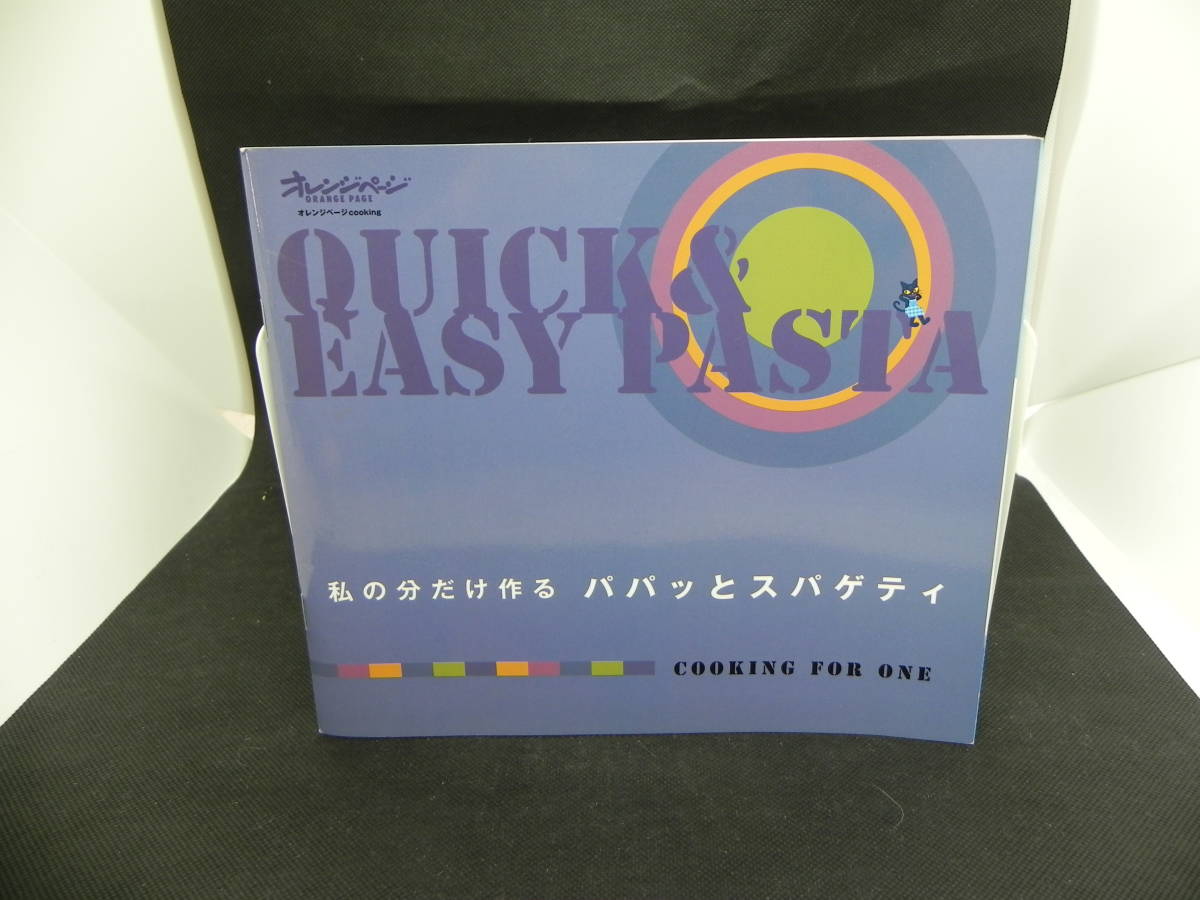 オレンジページ
ORANGE PAGE
オレンジページcooking
QUICK&
EASY PASTA
私の分だけ作る パパッとスパゲティ
COOKING FOR ONE